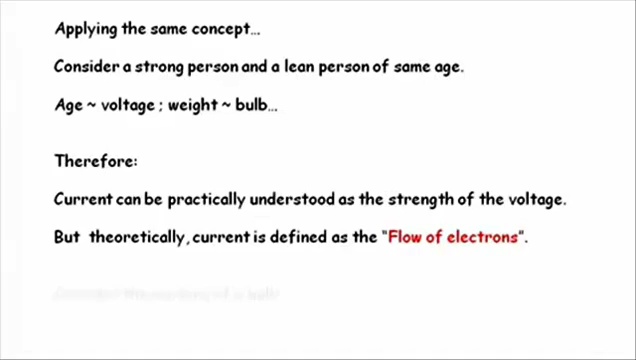 Applying the same concept...
Consider a strong person and a lean person of same age.
Age ~ voltage ; weight ~ bulb...
Therefore:
Current can be practically understood as the strength of the voltage.
But theoretically, current is defined as the "Flow of electrons".